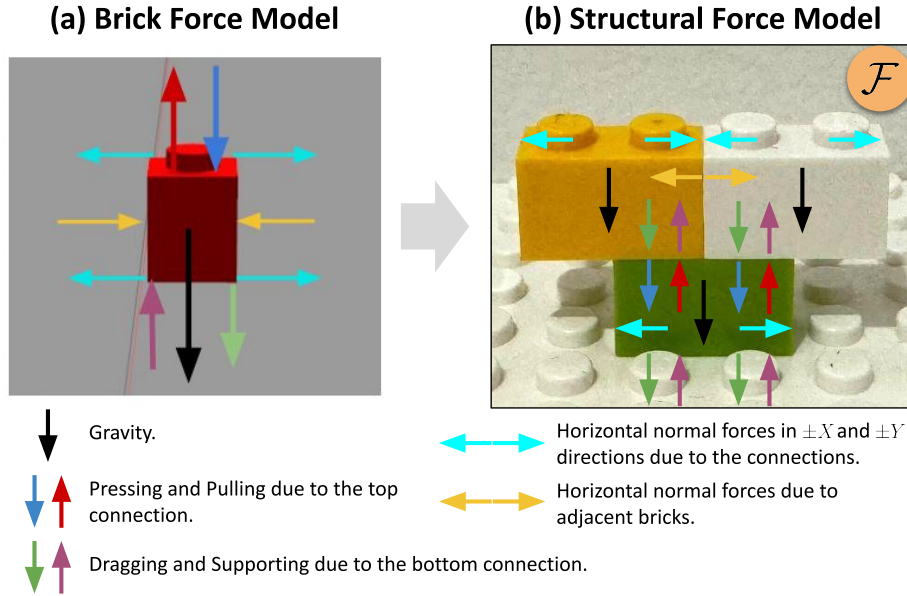 (a) Brick Force Model
(b) Structural Force Model
ℱ
Gravity.
Pressing and Pulling due to the top
connection.
Dragging and Supporting due to the bottom connection.
Horizontal normal forces in ±X and ±Y
directions due to the connections.
Horizontal normal forces due to
adjacent bricks.